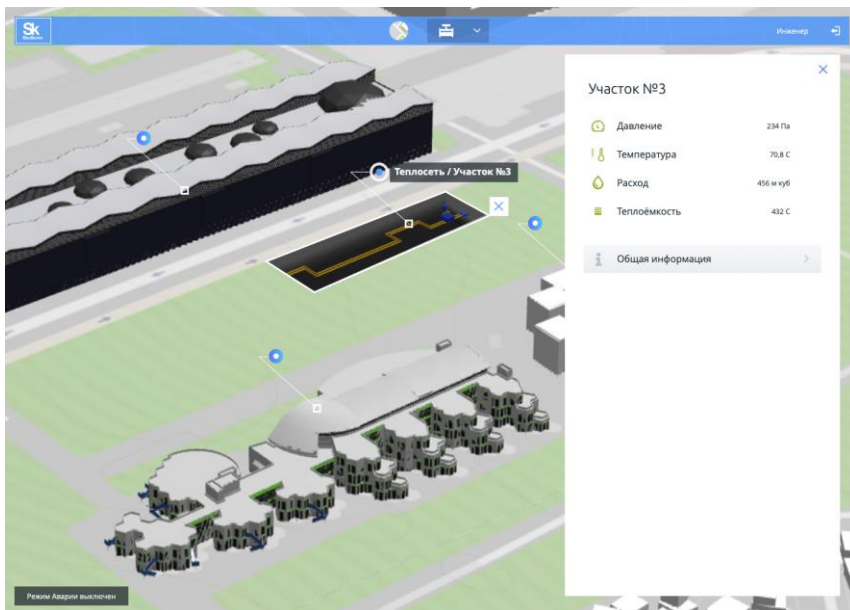 Sk
Инженер
Участок №3
Давление 234 Па
Температура 70,8 С
Теплосеть / Участок №3
Расход 456 м куб
Теплоёмкость 432 С
Общая информация
Режим Аварии выключен